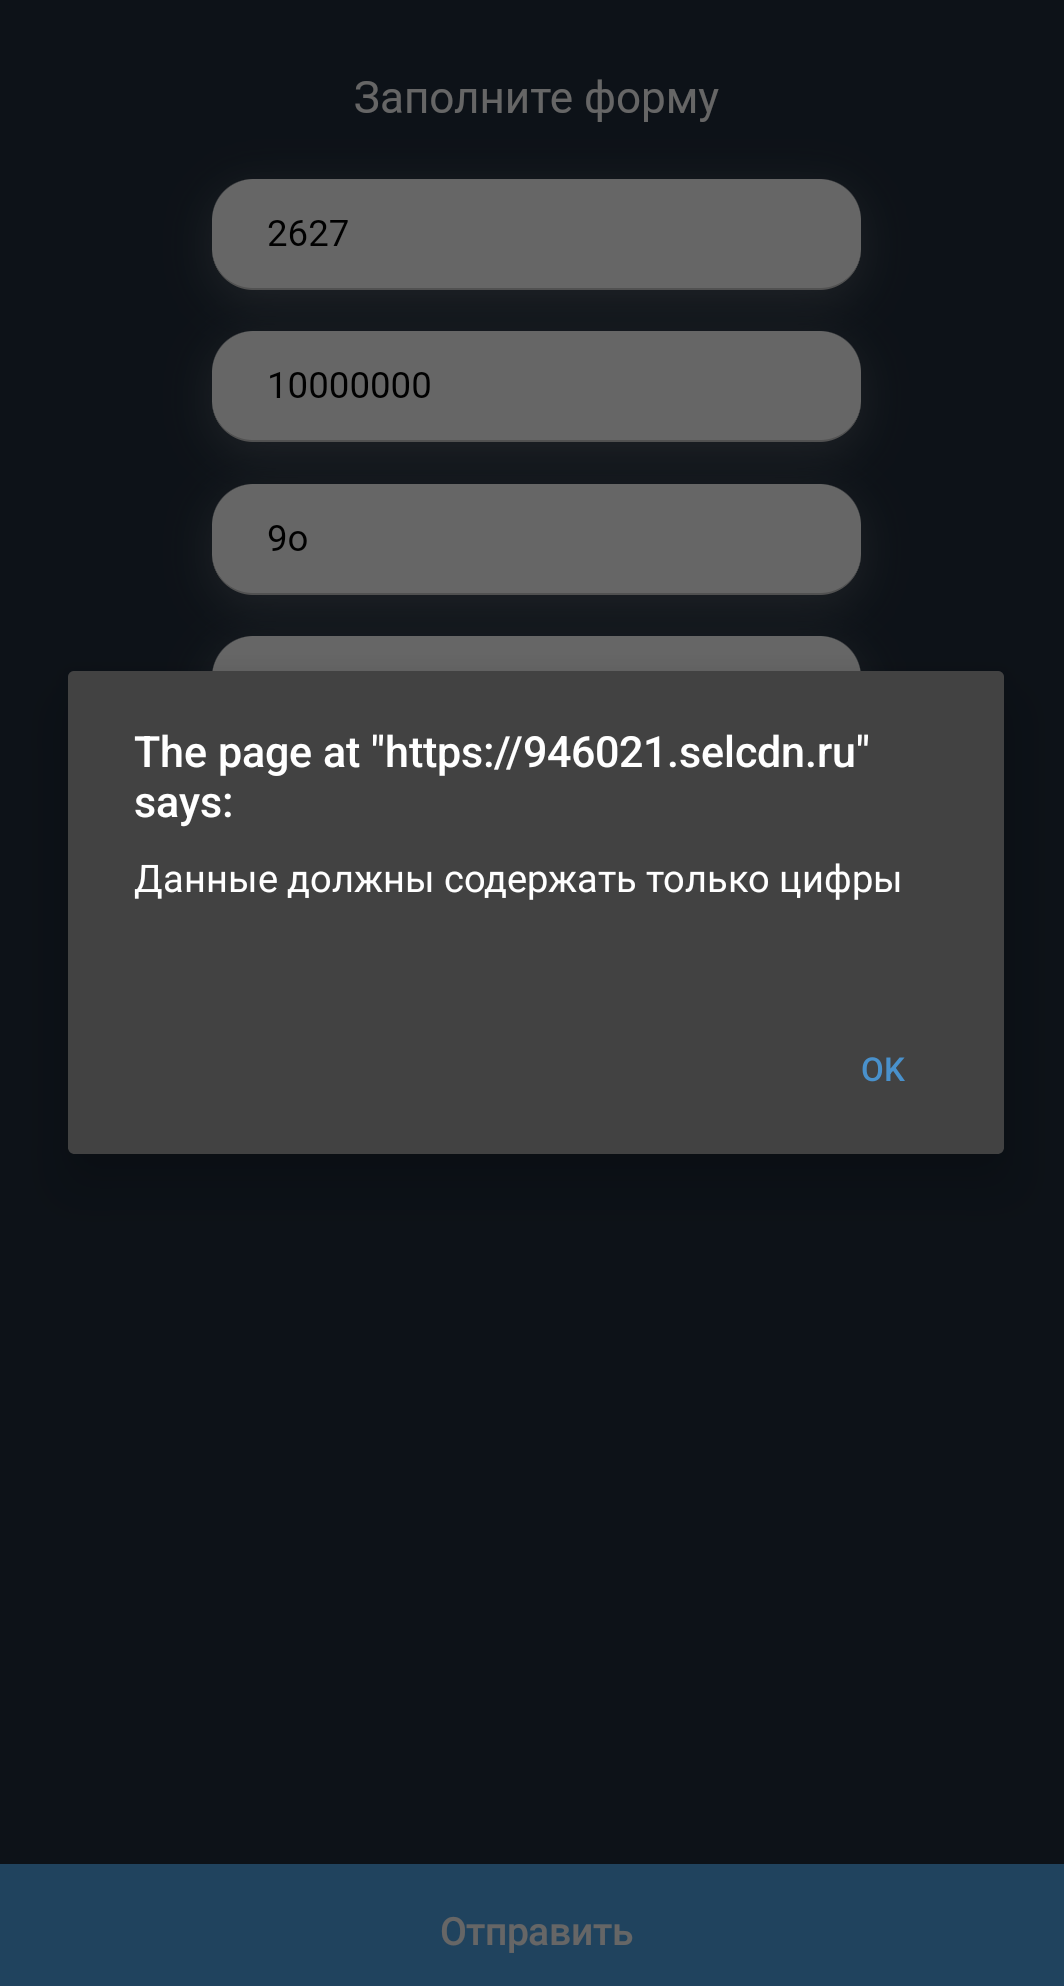 Заполните форму
2627
10000000
9о
The page at "https://946021.selcdn.ru"
says:
Данные должны содержать только цифры
OK
Отправить